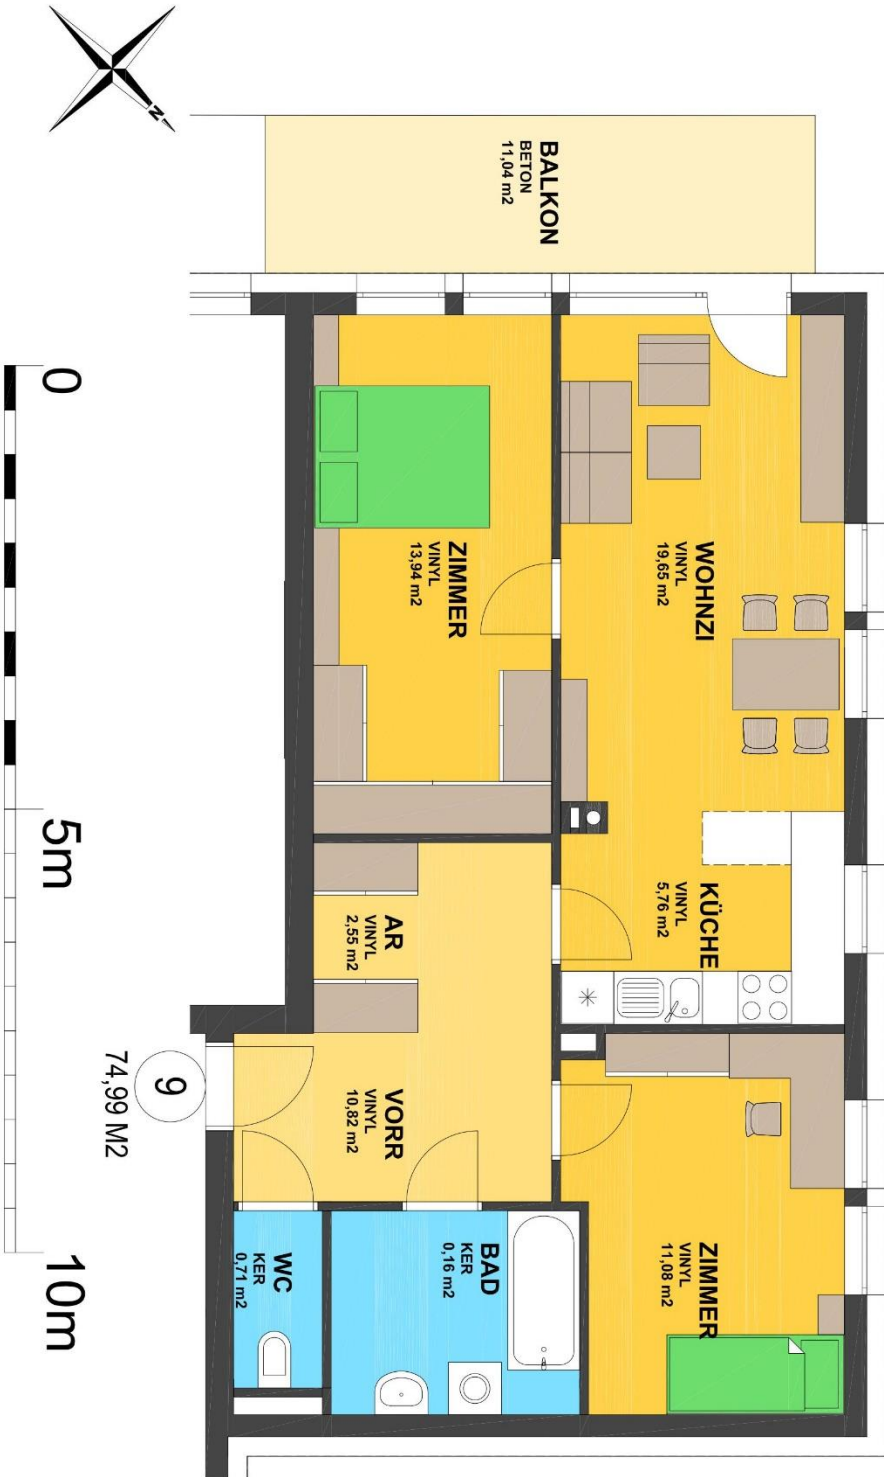 N
BALKON
BETON
11,04 m2
ZIMMER
VINYL
13,94 m2
WOHNZI
VINYL
19,65 m2
KÜCHE
VINYL
5,76 m2
AR
VINYL
2,55 m2
VORR
VINYL
10,82 m2
9
74,99 M2
WC
KER
0,71 m2
BAD
KER
0,16 m2
ZIMMER
VINYL
11,08 m2
0
5m
10m